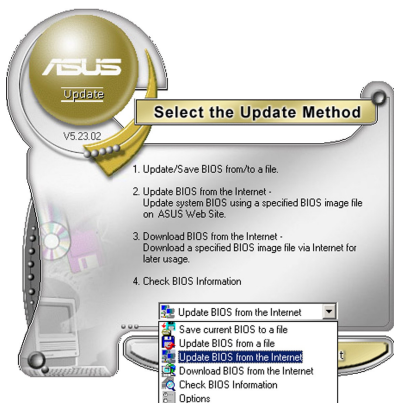 ASUS
Update
V5.23.02
Select the Update Method
1. Update/Save BIOS from/to a file.
2. Update BIOS from the Internet -
Update system BIOS using a specified BIOS image file
on ASUS Web Site.
3. Download BIOS from the Internet -
Download a specified BIOS image file via Internet for
later usage.
4. Check BIOS Information
Update BIOS from the Internet
Save current BIOS to a file
Update BIOS from a file
Update BIOS from the Internet
Download BIOS from the Internet
Check BIOS Information
Options